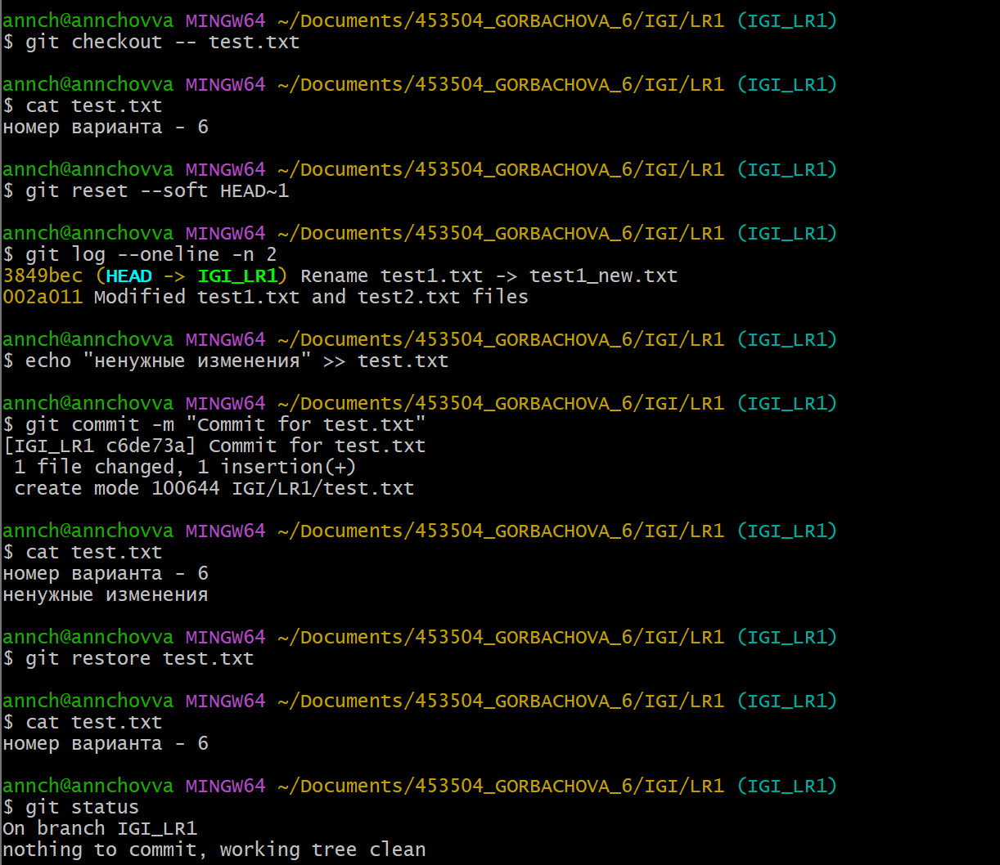 annch@annchovva MINGW64 ~/Documents/453504_GORBACHOVA_6/IGI/LR1 (IGI_LR1)
$ git checkout -- test.txt
annch@annchovva MINGW64 ~/Documents/453504_GORBACHOVA_6/IGI/LR1 (IGI_LR1)
$ cat test.txt
номер варианта - 6
annch@annchovva MINGW64 ~/Documents/453504_GORBACHOVA_6/IGI/LR1 (IGI_LR1)
$ git reset --soft HEAD~1
annch@annchovva MINGW64 ~/Documents/453504_GORBACHOVA_6/IGI/LR1 (IGI_LR1)
$ git log --oneline -n 2
3849bec (HEAD -> IGI_LR1) Rename test1.txt -> test1_new.txt
002a011 Modified test1.txt and test2.txt files
annch@annchovva MINGW64 ~/Documents/453504_GORBACHOVA_6/IGI/LR1 (IGI_LR1)
$ echo "ненужные изменения" >> test.txt
annch@annchovva MINGW64 ~/Documents/453504_GORBACHOVA_6/IGI/LR1 (IGI_LR1)
$ git commit -m "Commit for test.txt"
[IGI_LR1 c6de73a] Commit for test.txt
1 file changed, 1 insertion(+)
create mode 100644 IGI/LR1/test.txt
annch@annchovva MINGW64 ~/Documents/453504_GORBACHOVA_6/IGI/LR1 (IGI_LR1)
$ cat test.txt
номер варианта - 6
ненужные изменения
annch@annchovva MINGW64 ~/Documents/453504_GORBACHOVA_6/IGI/LR1 (IGI_LR1)
$ git restore test.txt
annch@annchovva MINGW64 ~/Documents/453504_GORBACHOVA_6/IGI/LR1 (IGI_LR1)
$ cat test.txt
номер варианта - 6
annch@annchovva MINGW64 ~/Documents/453504_GORBACHOVA_6/IGI/LR1 (IGI_LR1)
$ git status
On branch IGI_LR1
nothing to commit, working tree clean